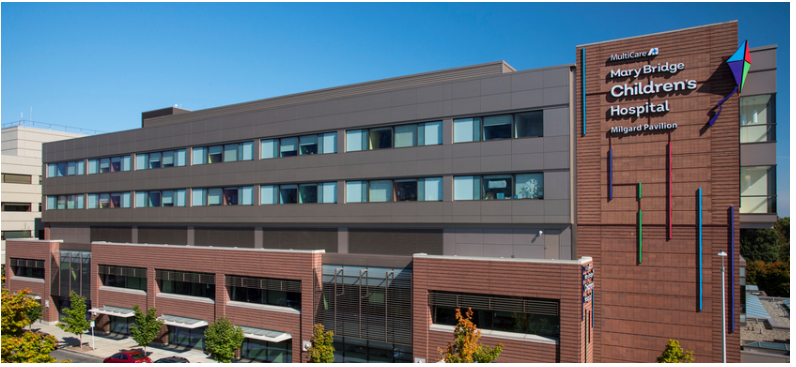 MultiCare
Mary Bridge
Children's
Hospital
Milgard Pavilion